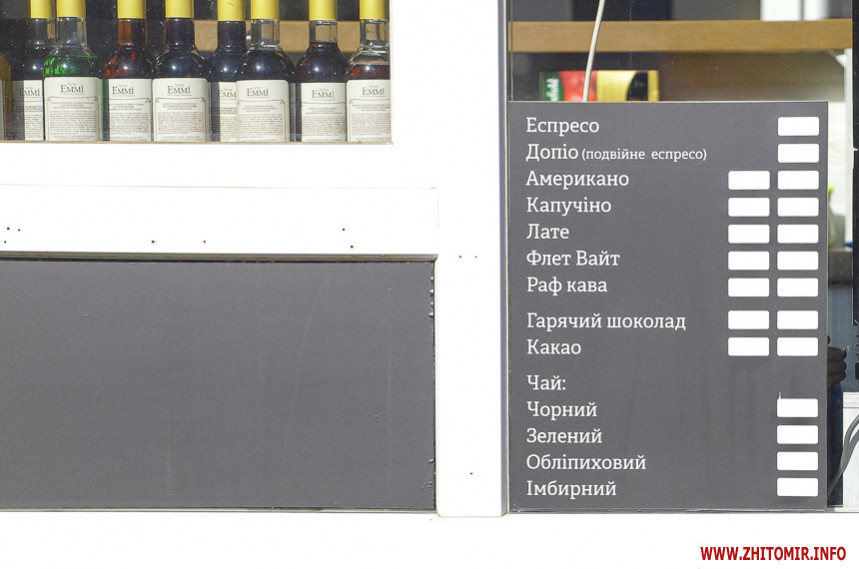 EMMI
EMMI
EMMI
EMMI
EMMI
EMMI
EMMI
Еспресо
Допіо (подвійне еспресо)
Американо
Капучіно
Лате
Флет Вайт
Раф кава
Гарячий шоколад
Какао
Чай:
Чорний
Зелений
Обліпиховий
Імбирний
WWW.ZHITOMIR.INFO